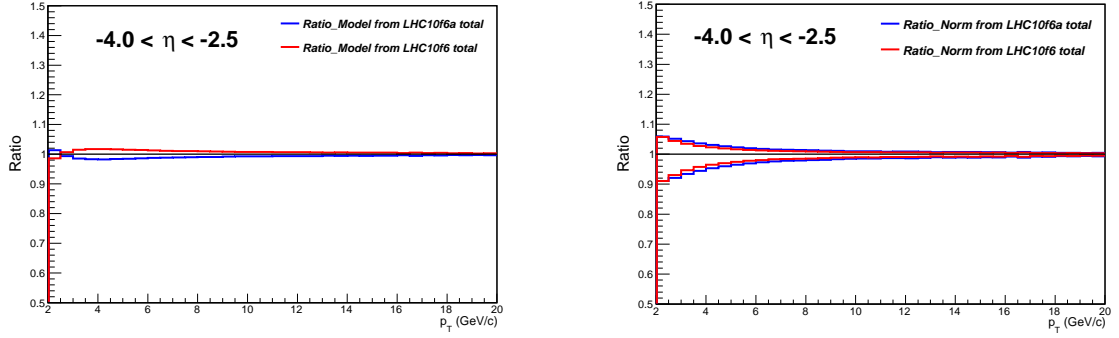 -4.0 < η < -2.5
Ratio_Model from LHC10f6a total
Ratio_Model from LHC10f6 total
Ratio
1.5
1.4
1.3
1.2
1.1
1
0.9
0.8
0.7
0.6
0.5
2 4 6 8 10 12 14 16 18 20
p_T (GeV/c)
-4.0 < η < -2.5
Ratio_Norm from LHC10f6a total
Ratio_Norm from LHC10f6 total
Ratio
1.5
1.4
1.3
1.2
1.1
1
0.9
0.8
0.7
0.6
0.5
2 4 6 8 10 12 14 16 18 20
p_T (GeV/c)